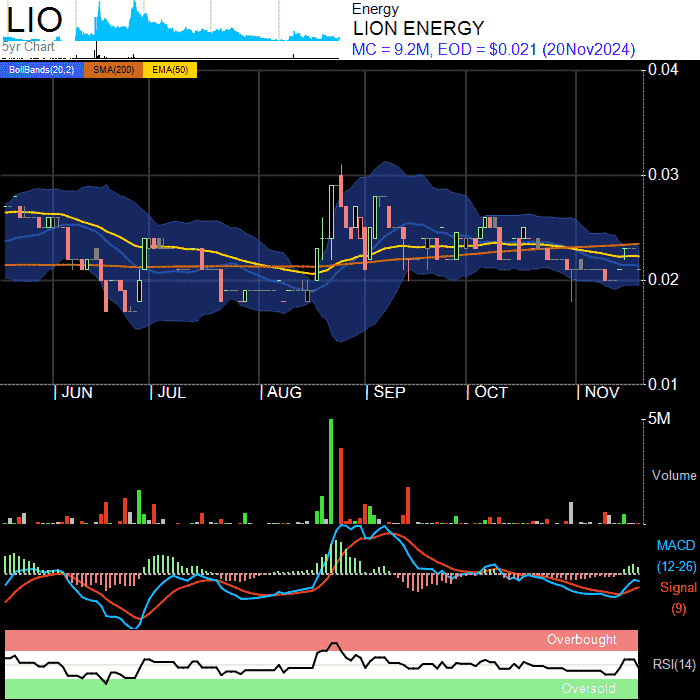 LIO
5yr Chart
Energy
LION ENERGY
MC = 9.2M, EOD = $0.021 (20Nov2024)
BollBands(20,2) SMA(200) EMA(50)
0.04
0.03
0.02
0.01
| JUN | JUL | AUG | SEP | OCT | NOV
5M
Volume
MACD
(12-26)
Signal
(9)
Overbought
RSI(14)
Oversold